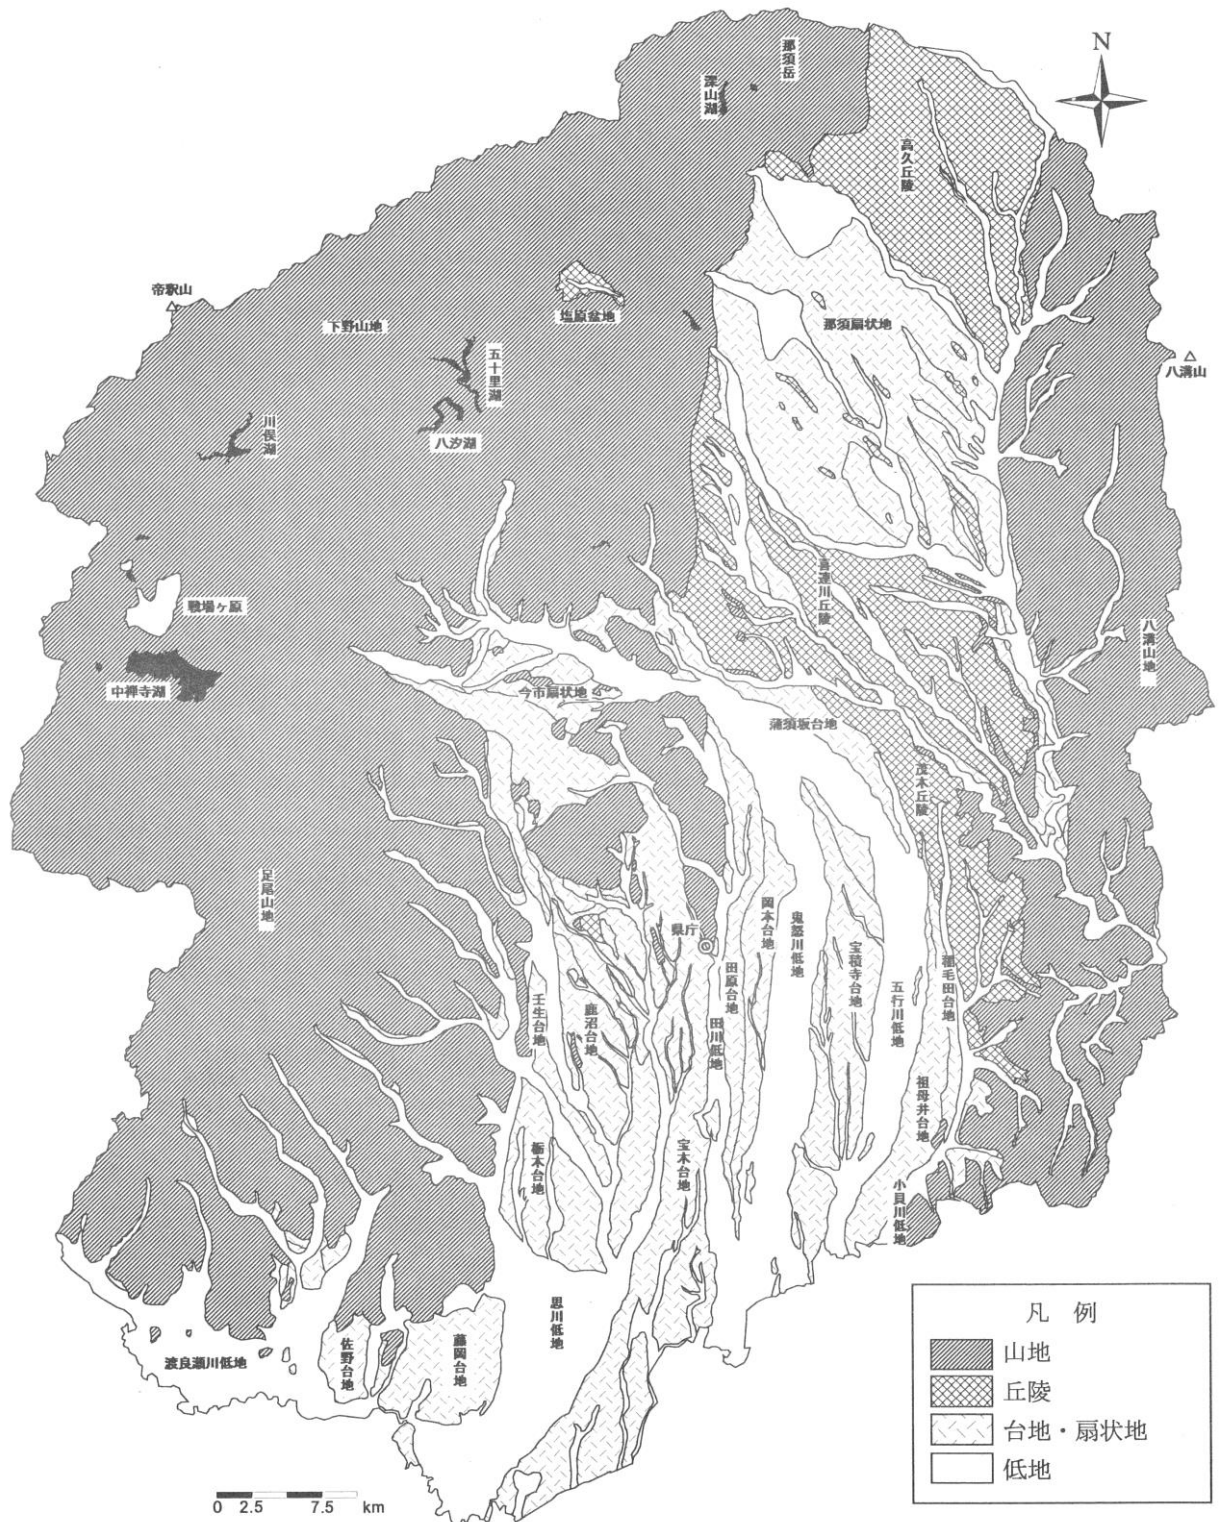 N
那須岳
深山湖
高久丘陵
帝釈山
下野山地
塩原盆地
那須扇状地
五十里湖
八溝山
川俣湖
八汐湖
喜連川丘陵
戦場ヶ原
八溝山地
中禅寺湖
今市扇状地
蒲須坂台地
茂木丘陵
足尾山地
県庁
岡本台地
鬼怒川低地
宝積寺台地
田原台地
稲毛田台地
五行川低地
壬生台地
鹿沼台地
田川低地
祖母井台地
栃木台地
宝木台地
小貝川低地
思川低地
渡良瀬川低地
佐野台地
藤岡台地
凡 例
山地
丘陵
台地・扇状地
低地
0 2.5 7.5 km